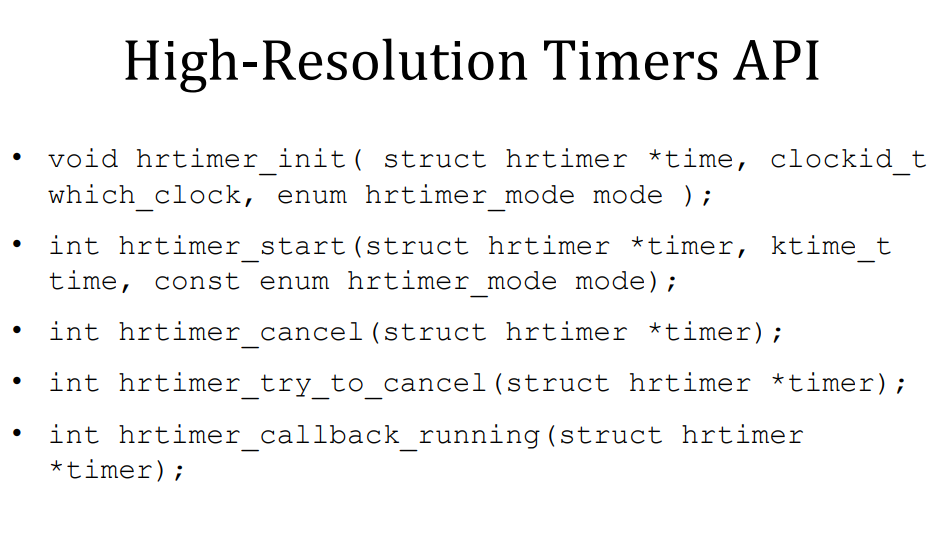 High-Resolution Timers API
• void hrtimer_init( struct hrtimer *time, clockid_t
which_clock, enum hrtimer_mode mode );
• int hrtimer_start(struct hrtimer *timer, ktime_t
time, const enum hrtimer_mode mode);
• int hrtimer_cancel(struct hrtimer *timer);
• int hrtimer_try_to_cancel(struct hrtimer *timer);
• int hrtimer_callback_running(struct hrtimer
*timer);